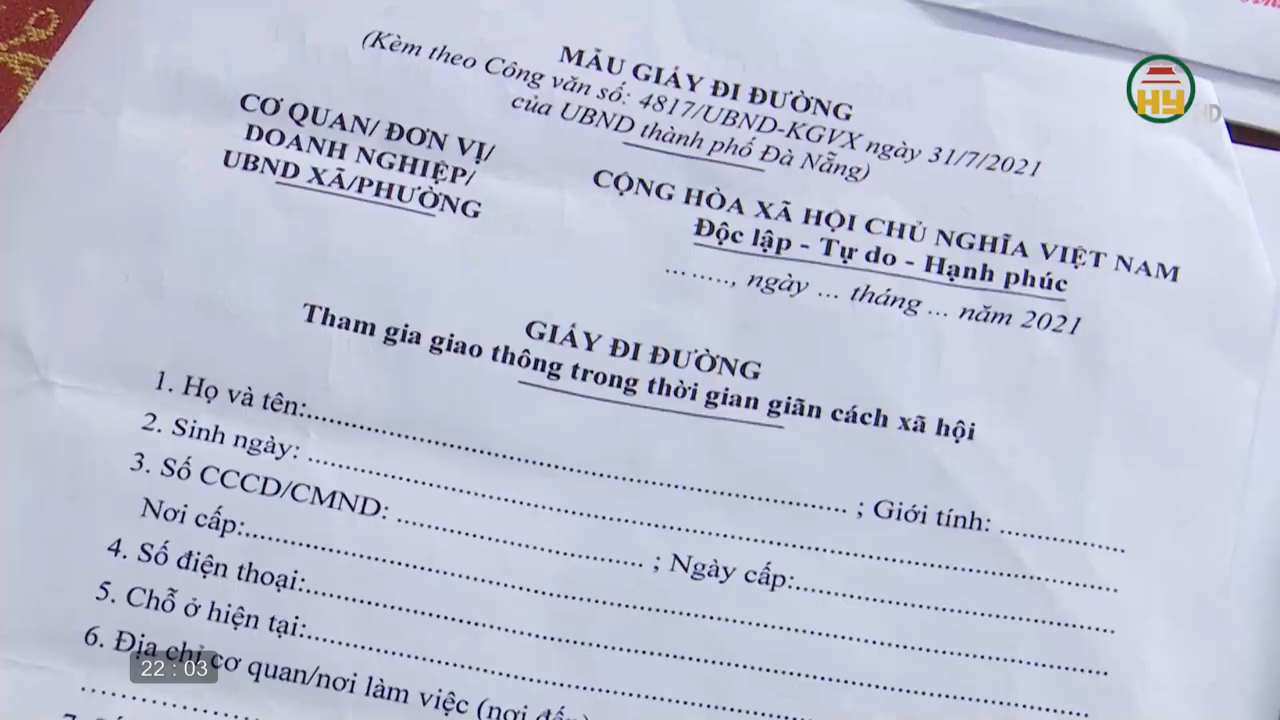 MẪU GIẤY ĐI ĐƯỜNG
(Kèm theo Công văn số: 4817/UBND-KGVX ngày 31/7/2021
của UBND thành phố Đà Nẵng)
CƠ QUAN/ ĐƠN VỊ/
DOANH NGHIỆP/
UBND XÃ/PHƯỜNG
CỘNG HÒA XÃ HỘI CHỦ NGHĨA VIỆT NAM
Độc lập - Tự do - Hạnh phúc
... ....., ngày ... tháng ... năm 2021
GIẤY ĐI ĐƯỜNG
Tham gia giao thông trong thời gian giãn cách xã hội
1. Họ và tên:.......................................................... ; Giới tính: ................
2. Sinh ngày: ..........................................................................
3. Số CCCD/CMND: .............................. ; Ngày cấp:..............................
Nơi cấp:..........................................................................
4. Số điện thoại:..........................................................................
5. Chỗ ở hiện tại:..........................................................................
6. Địa chỉ cơ quan/nơi làm việc (nơi đến)
HY
22 : 03